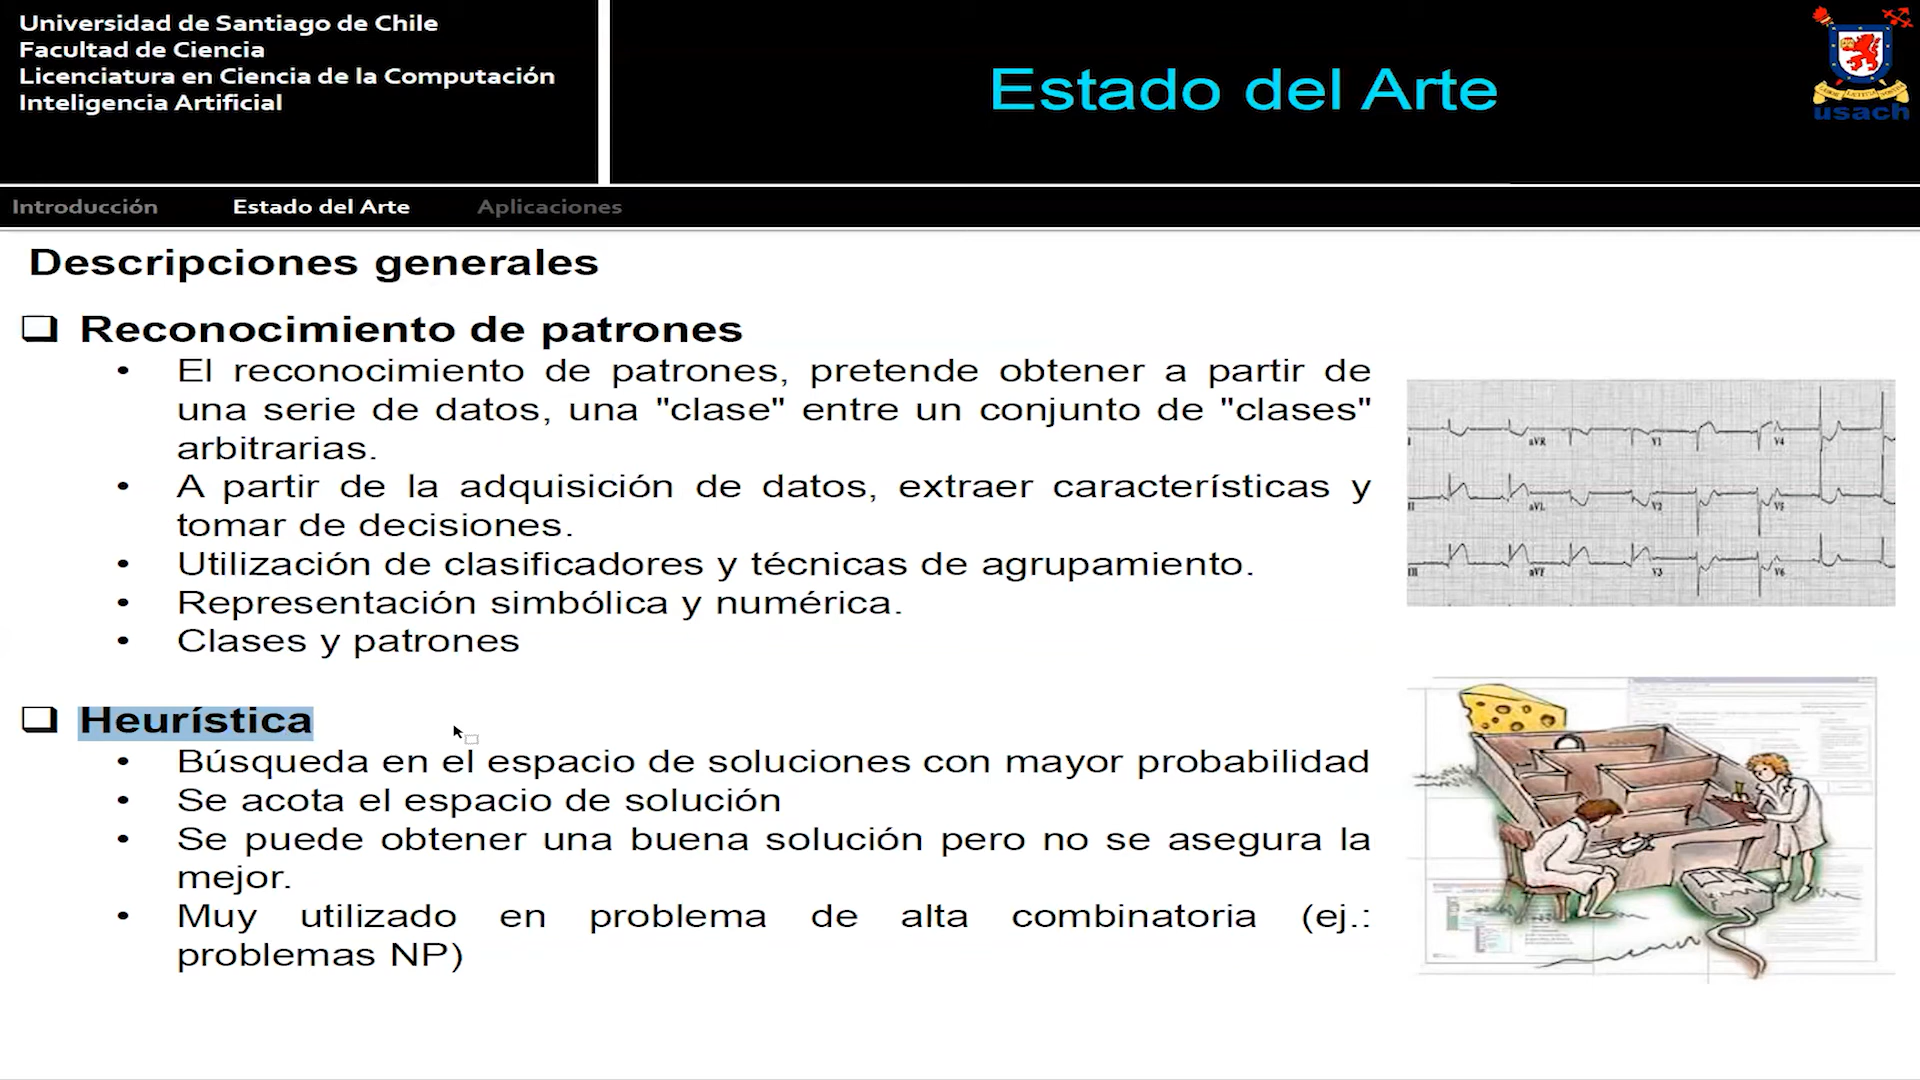 Universidad de Santiago de Chile
Facultad de Ciencia
Licenciatura en Ciencia de la Computación
Inteligencia Artificial
Estado del Arte
usach
Introducción
Estado del Arte
Aplicaciones
Descripciones generales
Reconocimiento de patrones
• El reconocimiento de patrones, pretende obtener a partir de
una serie de datos, una "clase" entre un conjunto de "clases"
arbitrarias.
• A partir de la adquisición de datos, extraer características y
tomar de decisiones.
• Utilización de clasificadores y técnicas de agrupamiento.
• Representación simbólica y numérica.
• Clases y patrones
I aVR V1 V4
II aVL V2 V5
III aVF V3 V6
Heurística
• Búsqueda en el espacio de soluciones con mayor probabilidad
• Se acota el espacio de solución
• Se puede obtener una buena solución pero no se asegura la
mejor.
• Muy utilizado en problema de alta combinatoria (ej.:
problemas NP)